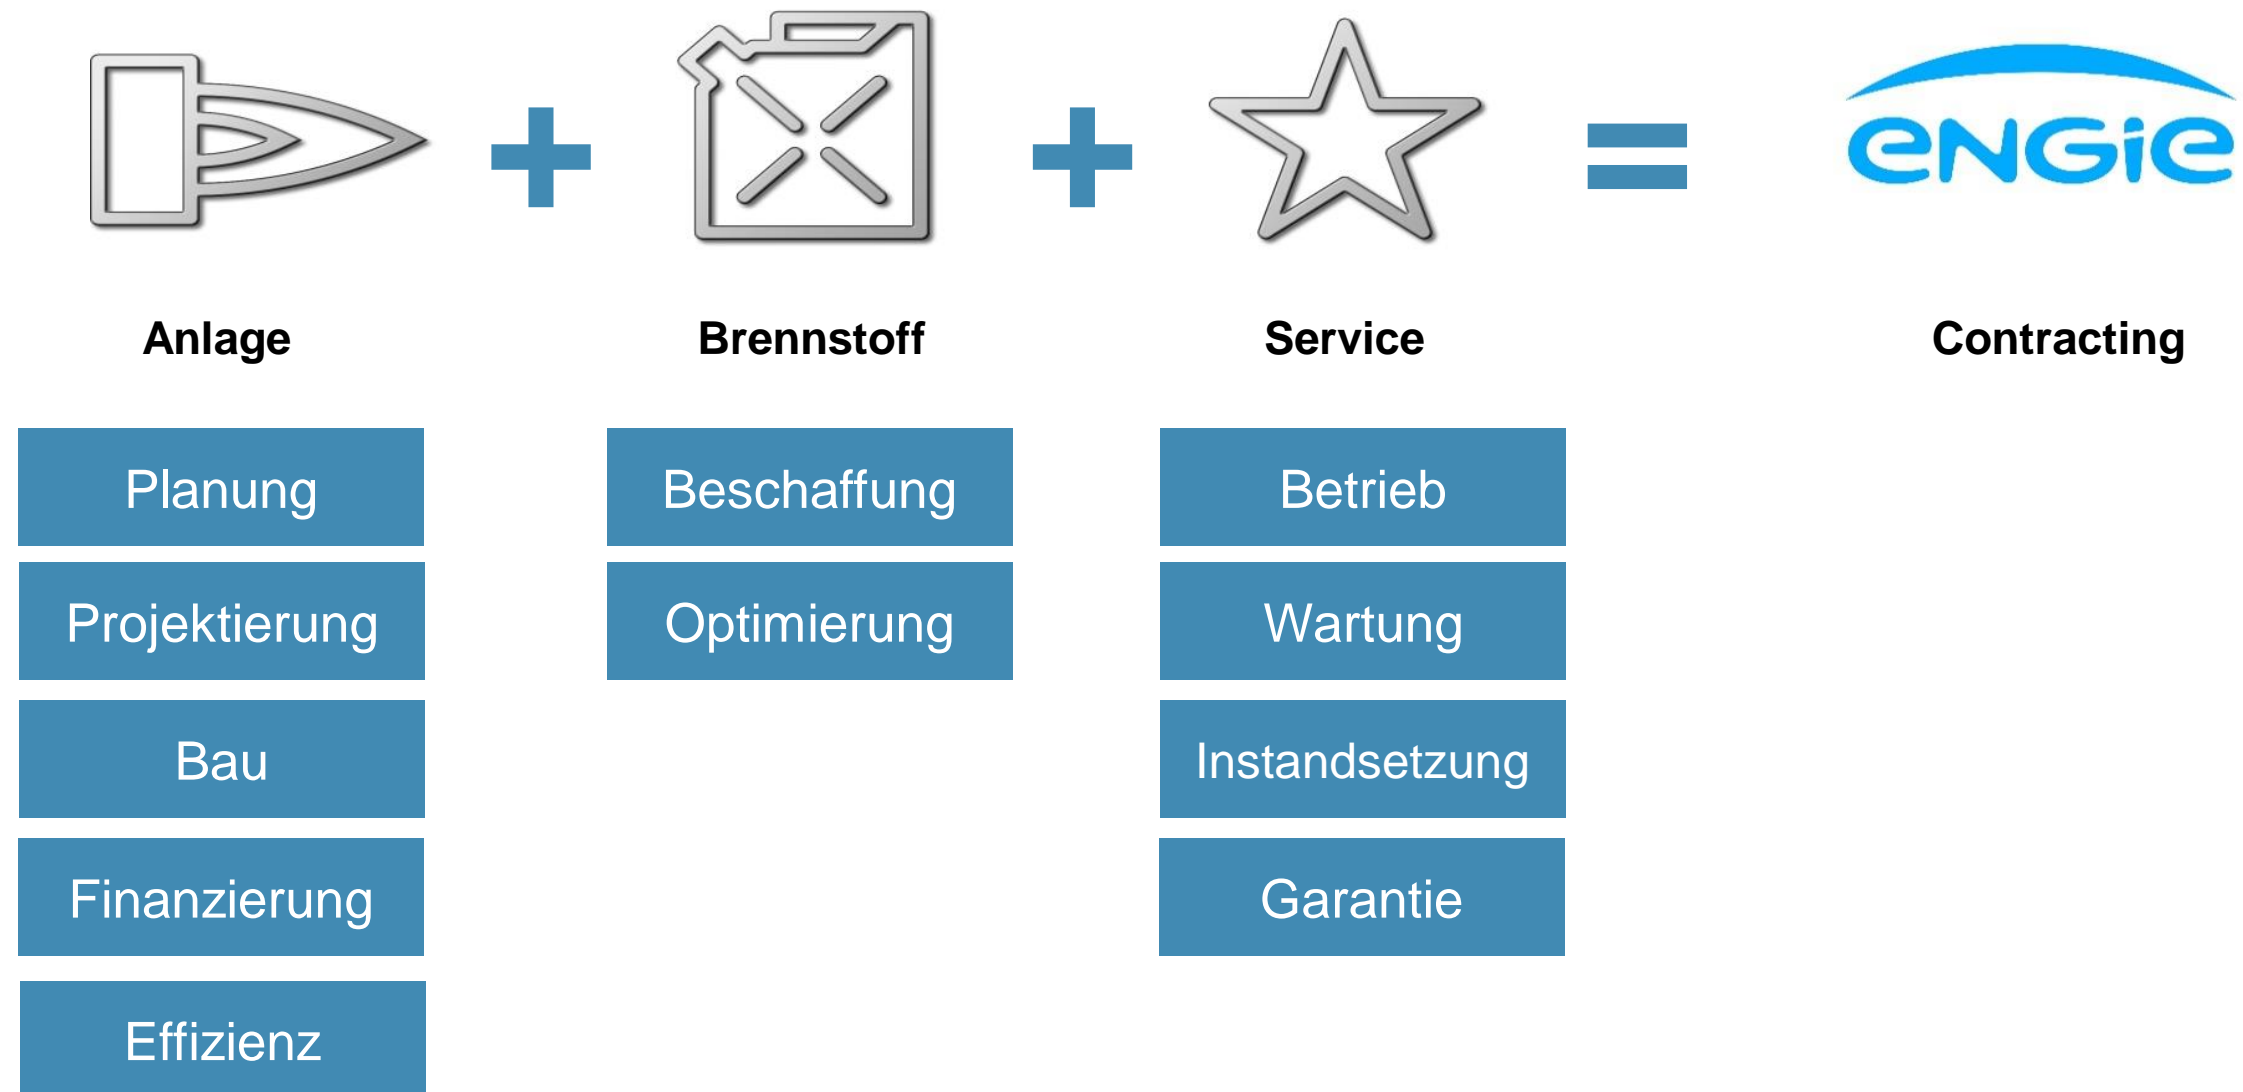 eNGiE
Anlage
Brennstoff
Service
Contracting
Planung
Projektierung
Bau
Finanzierung
Effizienz
Beschaffung
Optimierung
Betrieb
Wartung
Instandsetzung
Garantie